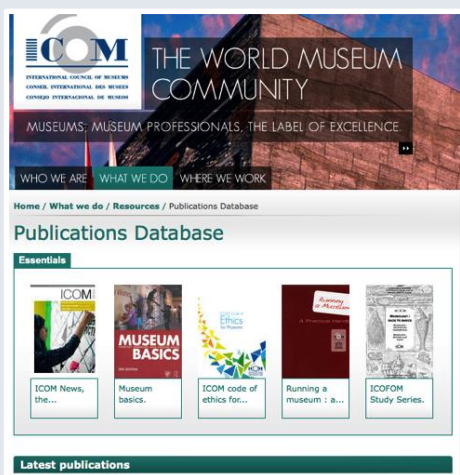 ICOM
INTERNATIONAL COUNCIL OF MUSEUMS
CONSEIL INTERNATIONAL DES MUSEES
CONSEJO INTERNACIONAL DE MUSEOS
THE WORLD MUSEUM
COMMUNITY
MUSEUMS, MUSEUM PROFESSIONALS, THE LABEL OF EXCELLENCE.
WHO WE ARE WHAT WE DO WHERE WE WORK
Home / What we do / Resources / Publications Database
Publications Database
Essentials
ICOM
MUSEUM
BASICS
Ethics
for Museums
Running
a Museum
A Practical Handbook
ICOM News,
the...
Museum
basics.
ICOM code of
ethics for...
Running a
museum : a...
ICOFOM
Study Series.
Latest publications